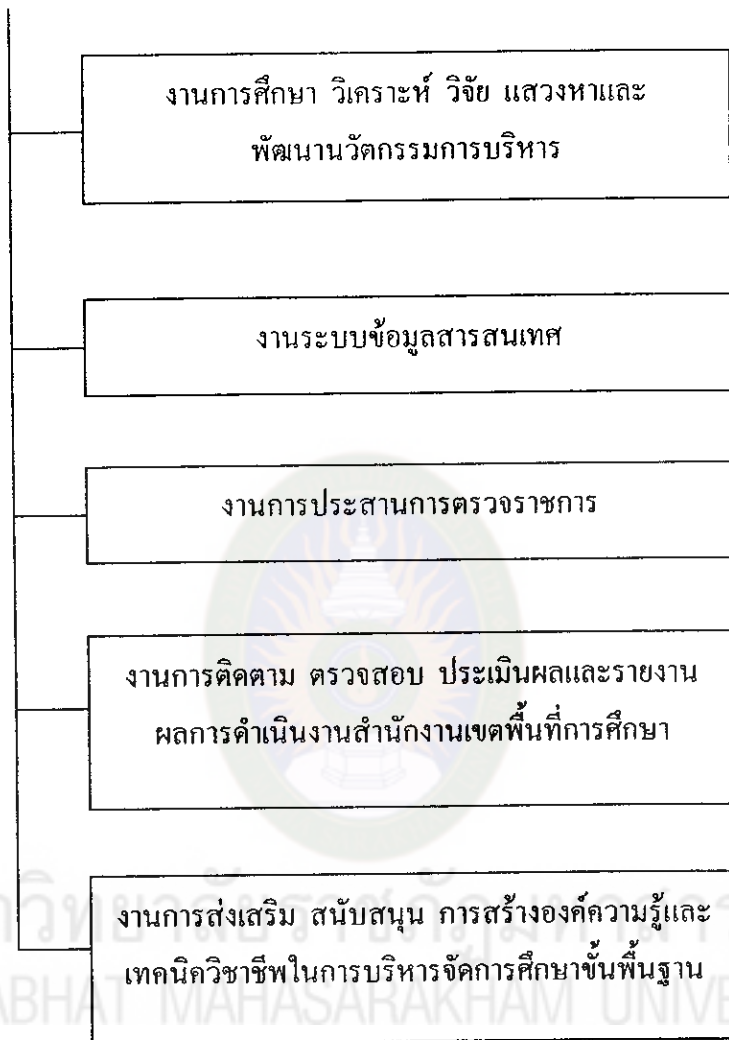 งานการศึกษา วิเคราะห์ วิจัย แสวงหาและ
พัฒนานวัตกรรมการบริหาร
งานระบบข้อมูลสารสนเทศ
งานการประสานการตรวจราชการ
งานการติดตาม ตรวจสอบ ประเมินผลและรายงาน
ผลการดำเนินงานสำนักงานเขตพื้นที่การศึกษา
งานการส่งเสริม สนับสนุน การสร้างองค์ความรู้และ
เทคนิควิชาชีพในการบริหารจัดการศึกษาขั้นพื้นฐาน
ABHAT MAHASARAKHAM UNIVE